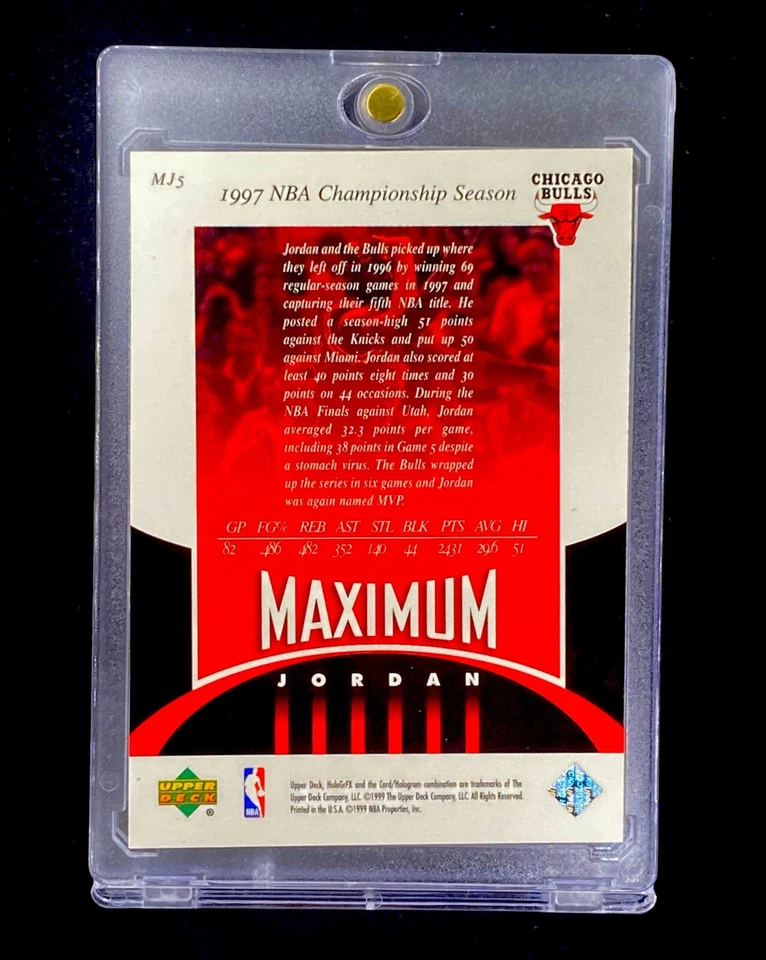 MJ5
1997 NBA Championship Season
CHICAGO
BULLS
Jordan and the Bulls picked up where
they left off in 1996 by winning 69
regular-season games in 1997 and
capturing their fifth NBA title. He
posted a season-high 51 points
against the Knicks and put up 50
against Miami. Jordan also scored at
least 40 points eight times and 30
points on 44 occasions. During the
NBA Finals against Utah, Jordan
averaged 32.3 points per game,
including 38 points in Game 5 despite
a stomach virus. The Bulls wrapped
up the series in six games and Jordan
was again named MVP.
GP FG% REB AST STL BLK PTS AVG HI
82 .486 482 352 140 44 2431 29.6 51
MAXIMUM
JORDAN
UPPER
DECK
®
NBA
Upper Deck, HoloGrFX and the Card/Hologram combination are trademarks of The
Upper Deck Company, LLC. ©1999 The Upper Deck Company, LLC. All Rights Reserved.
Printed in the U.S.A. ©1999 NBA Properties, Inc.